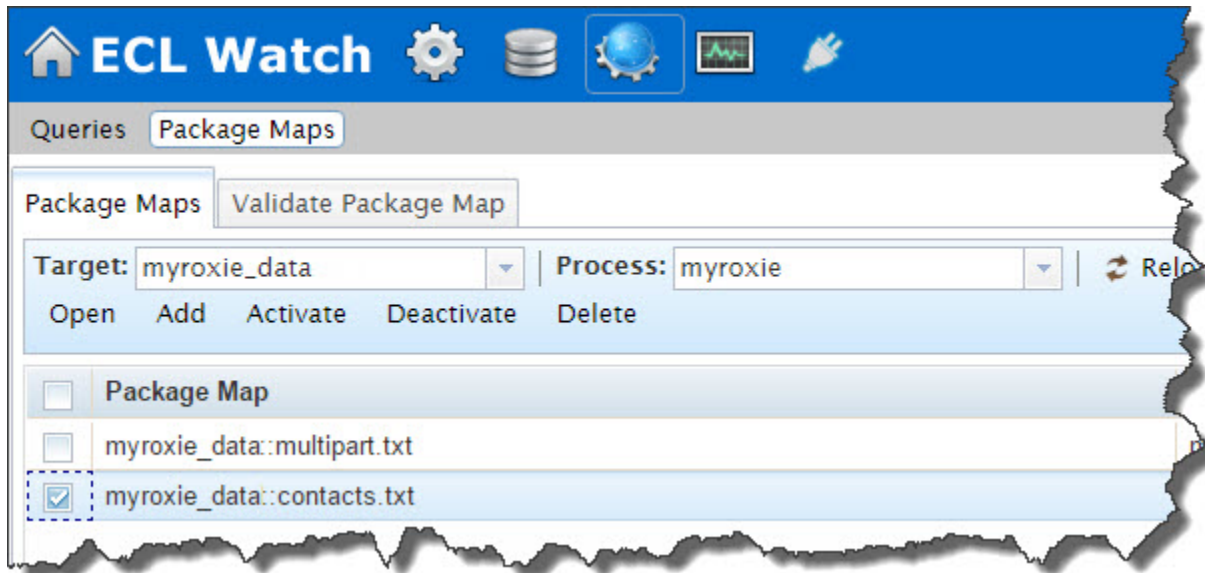 ECL Watch
Queries Package Maps
Package Maps Validate Package Map
Target: myroxie_data Process: myroxie
Open Add Activate Deactivate Delete
Package Map
myroxie_data::multipart.txt
myroxie_data::contacts.txt